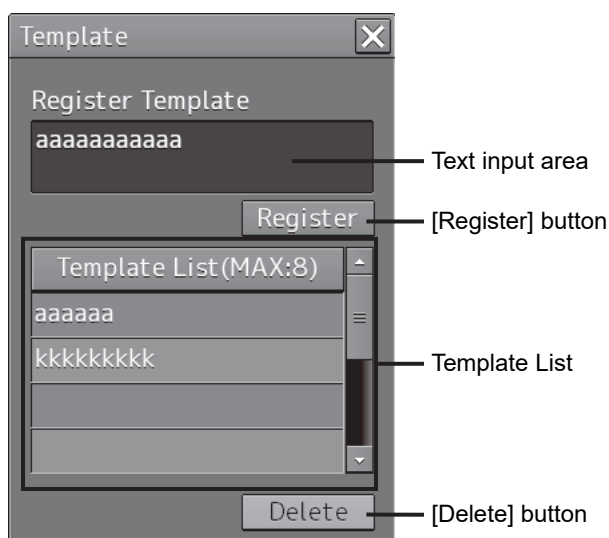 Template
Register Template
aaaaaaaaaaa
Text input area
Register
[Register] button
Template List(MAX:8)
aaaaaa
kkkkkkkkk
Template List
Delete
[Delete] button